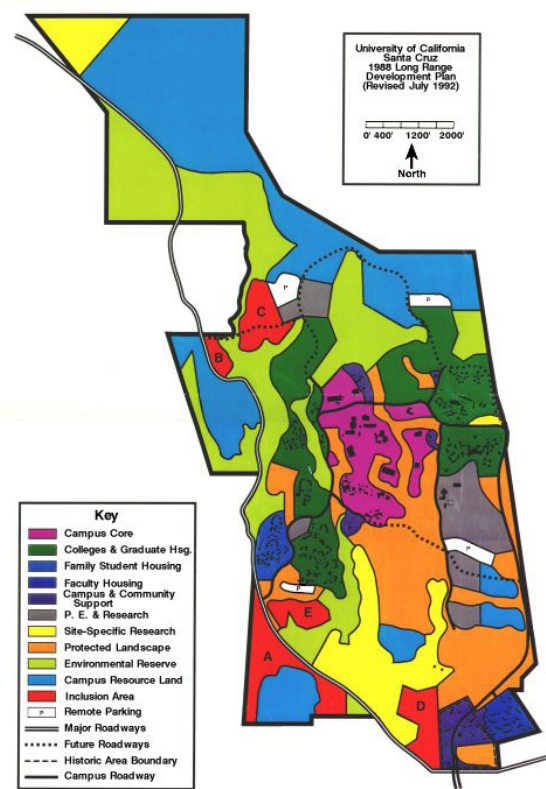 University of California
Santa Cruz
1988 Long Range
Development Plan
(Revised July 1992)
0' 400' 1200' 2000'
North
P
C
P
B
P
P
E
A
D
Key
Campus Core
Colleges & Graduate Hsg.
Family Student Housing
Faculty Housing
Campus & Community
Support
P. E. & Research
Site-Specific Research
Protected Landscape
Environmental Reserve
Campus Resource Land
Inclusion Area
P Remote Parking
Major Roadways
Future Roadways
Historic Area Boundary
Campus Roadway